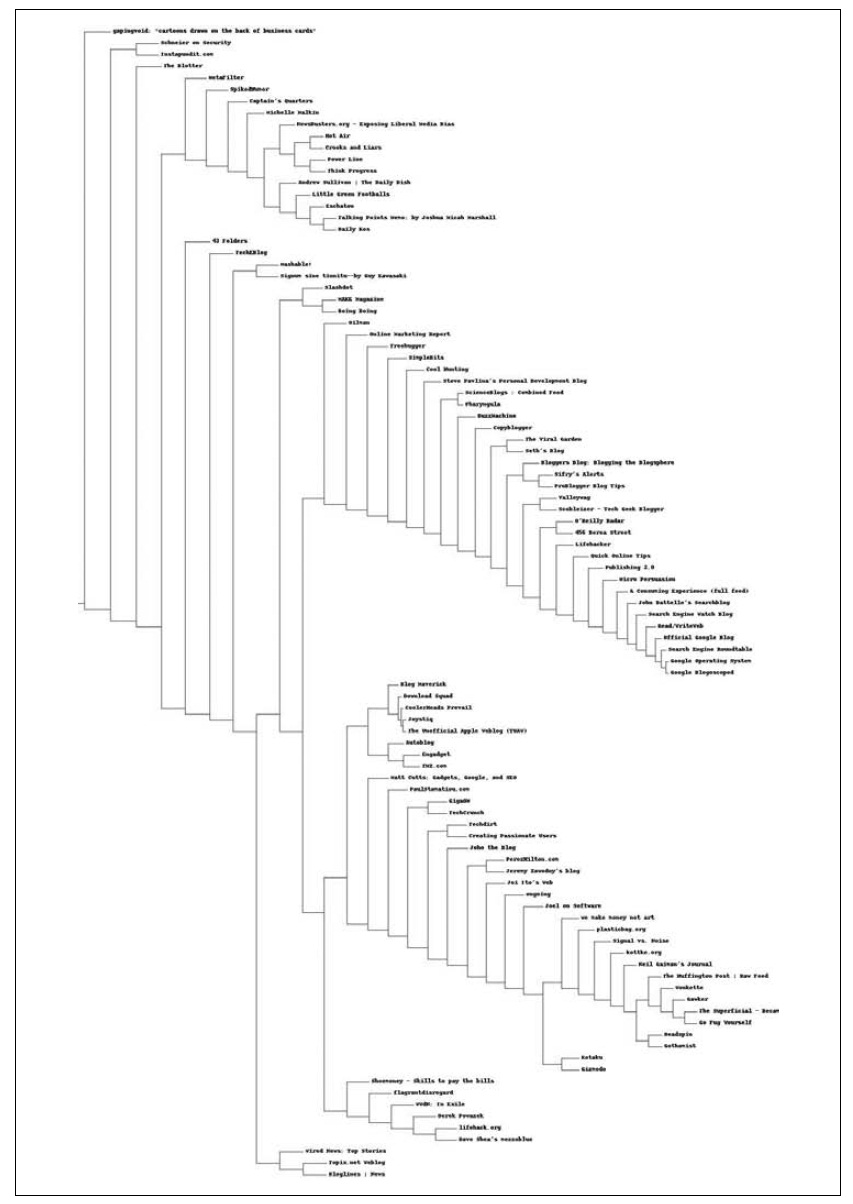 gapingvoid: "cartoons drawn on the back of business cards"
Schneier on Security
Instapundit.com
The Blotter
MetaFilter
SpikedHumor
Captain's Quarters
Michelle Malkin
NewsBusters.org - Exposing Liberal Media Bias
Hot Air
Crooks and Liars
Power Line
Think Progress
Andrew Sullivan | The Daily Dish
Little Green Footballs
Eschaton
Talking Points Memo: by Joshua Micah Marshall
Daily Kos
43 Folders
TechEBlog
Mashable!
Signum sine tinnitu--by Guy Kawasaki
Slashdot
MAKE Magazine
Boing Boing
Oilman
Online Marketing Report
Treehugger
SimpleBits
Cool Hunting
Steve Pavlina's Personal Development Blog
ScienceBlogs : Combined Feed
Pharyngula
BuzzMachine
Copyblogger
The Viral Garden
Seth's Blog
Bloggers Blog: Blogging the Blogsphere
Sifry's Alerts
ProBlogger Blog Tips
Valleywag
Scobleizer - Tech Geek Blogger
O'Reilly Radar
456 Berea Street
Lifehacker
Quick Online Tips
Publishing 2.0
Micro Persuasion
A Consuming Experience (full feed)
John Battelle's Searchblog
Search Engine Watch Blog
Read/WriteWeb
Official Google Blog
Search Engine Roundtable
Google Operating System
Google Blogoscoped
Blog Maverick
Download Squad
CoolerHeads Prevail
Joystiq
The Unofficial Apple Weblog (TUAW)
Autoblog
Engadget
TMZ.com
Matt Cutts: Gadgets, Google, and SEO
PaulStamatiou.com
GigaOM
TechCrunch
Techdirt
Creating Passionate Users
John the Blog
PerezHilton.com
Jeremy Zawodny's blog
Joi Ito's Web
ongoing
Joel on Software
we make money not art
plasticbag.org
Signal vs. Noise
kottke.org
Neil Gaiman's Journal
The Huffington Post | Raw Feed
Wonkette
Gawker
The Superficial - Becau
Go Fug Yourself
Deadspin
Gothamist
Kotaku
Gizmodo
Shoemoney - Skills to pay the bills
flagrantdisregard
WWdN: In Exile
Derek Powazek
lifehack.org
Dave Shea's mezzoblue
Wired News: Top Stories
Topix.net Weblog
Bloglines | News